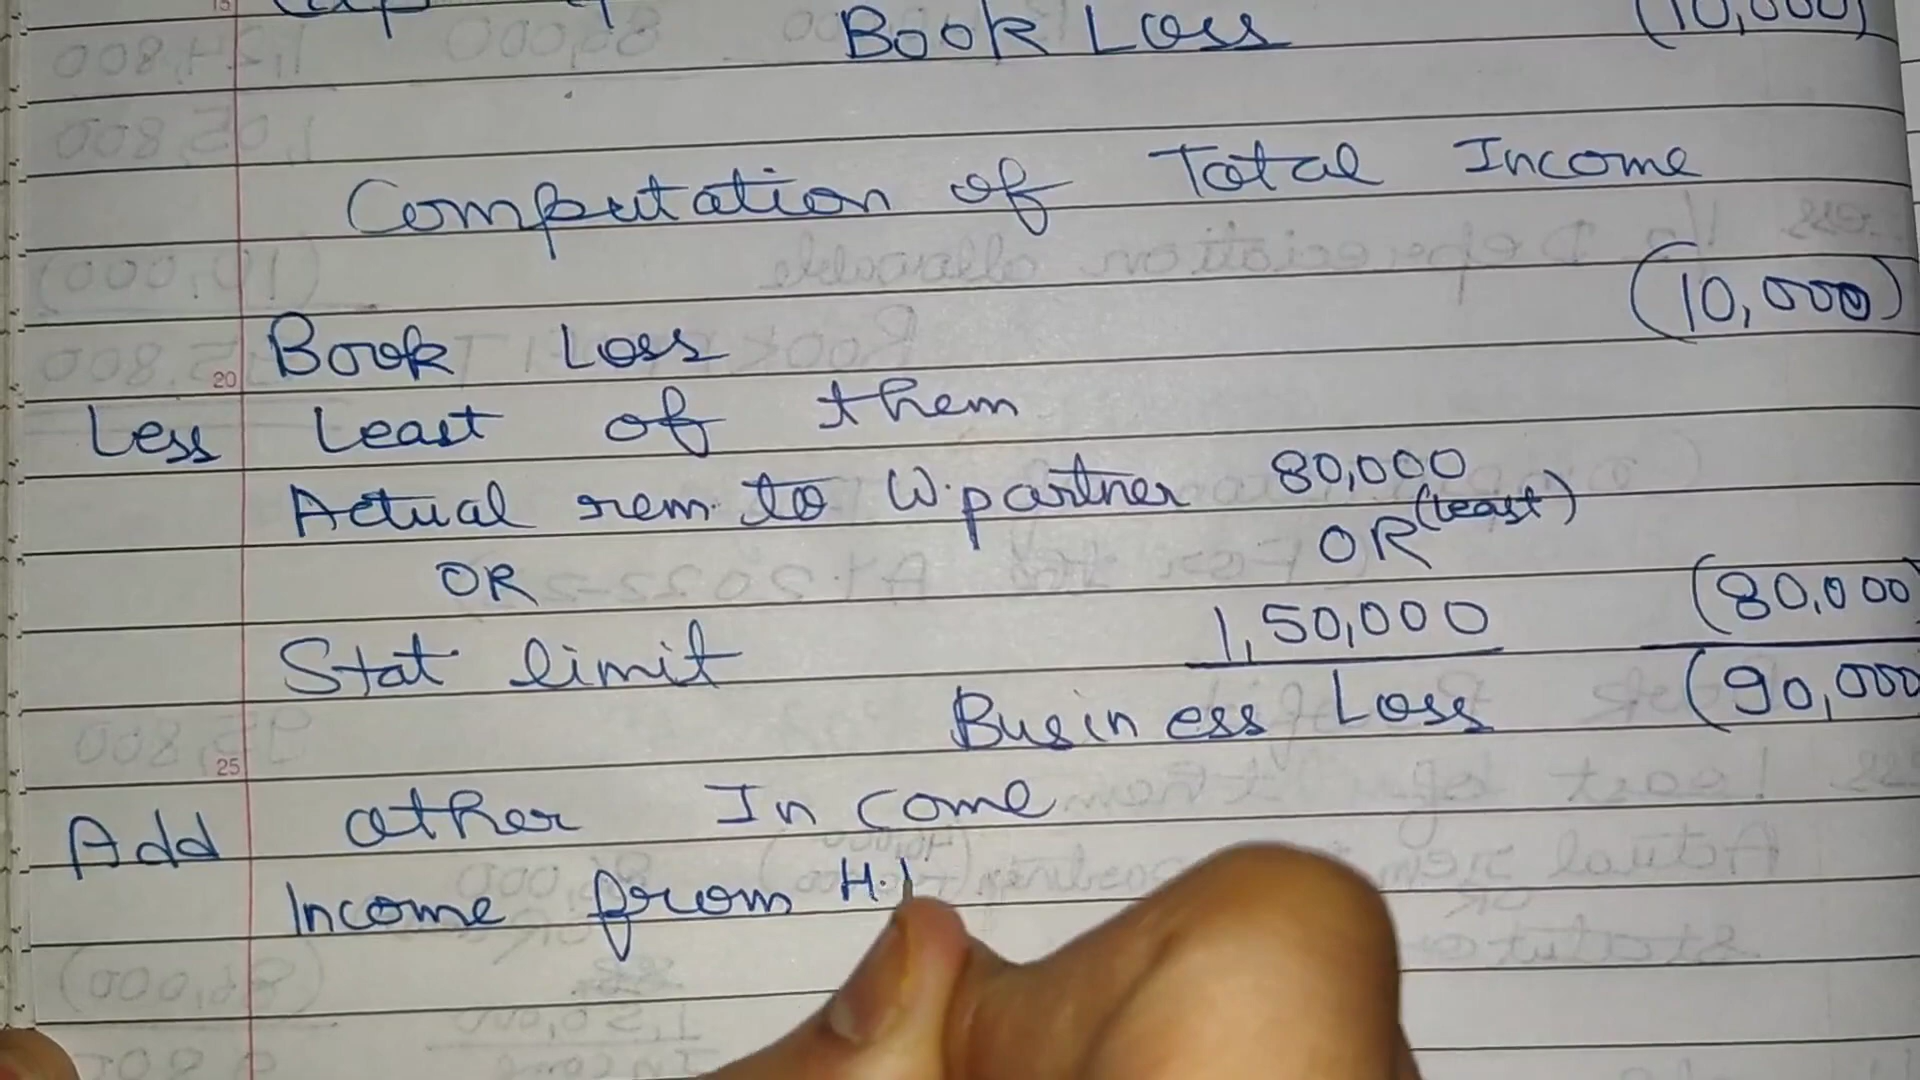 Book Loss (10,000)
Computation of Total Income
Book Loss (10,000)
20
Less Least of them
Actual rem. to W.partner 80,000
OR OR (least)
Stat limit 1,50,000 (80,000
Business Loss (90,000
25
Add other Income
Income from H.